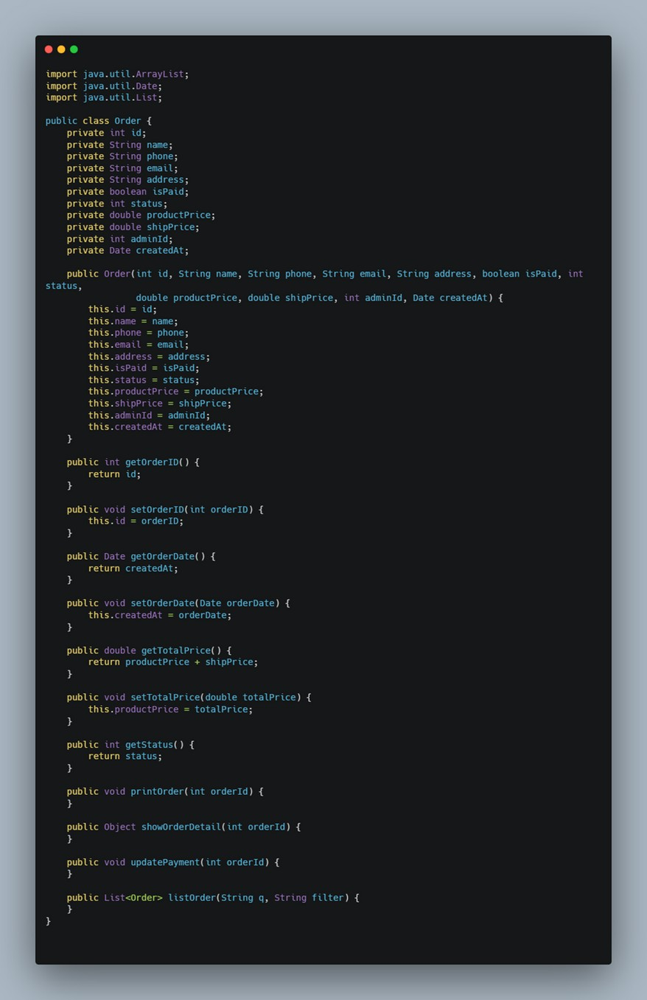 import java.util.ArrayList;
import java.util.Date;
import java.util.List;

public class Order {
    private int id;
    private String name;
    private String phone;
    private String email;
    private String address;
    private boolean isPaid;
    private int status;
    private double productPrice;
    private double shipPrice;
    private int adminId;
    private Date createdAt;

    public Order(int id, String name, String phone, String email, String address, boolean isPaid, int
status,
                 double productPrice, double shipPrice, int adminId, Date createdAt) {
        this.id = id;
        this.name = name;
        this.phone = phone;
        this.email = email;
        this.address = address;
        this.isPaid = isPaid;
        this.status = status;
        this.productPrice = productPrice;
        this.shipPrice = shipPrice;
        this.adminId = adminId;
        this.createdAt = createdAt;
    }

    public int getOrderID() {
        return id;
    }

    public void setOrderID(int orderID) {
        this.id = orderID;
    }

    public Date getOrderDate() {
        return createdAt;
    }

    public void setOrderDate(Date orderDate) {
        this.createdAt = orderDate;
    }

    public double getTotalPrice() {
        return productPrice + shipPrice;
    }

    public void setTotalPrice(double totalPrice) {
        this.productPrice = totalPrice;
    }

    public int getStatus() {
        return status;
    }

    public void printOrder(int orderId) {
    }

    public Object showOrderDetail(int orderId) {
    }

    public void updatePayment(int orderId) {
    }

    public List<Order> listOrder(String q, String filter) {
    }
}